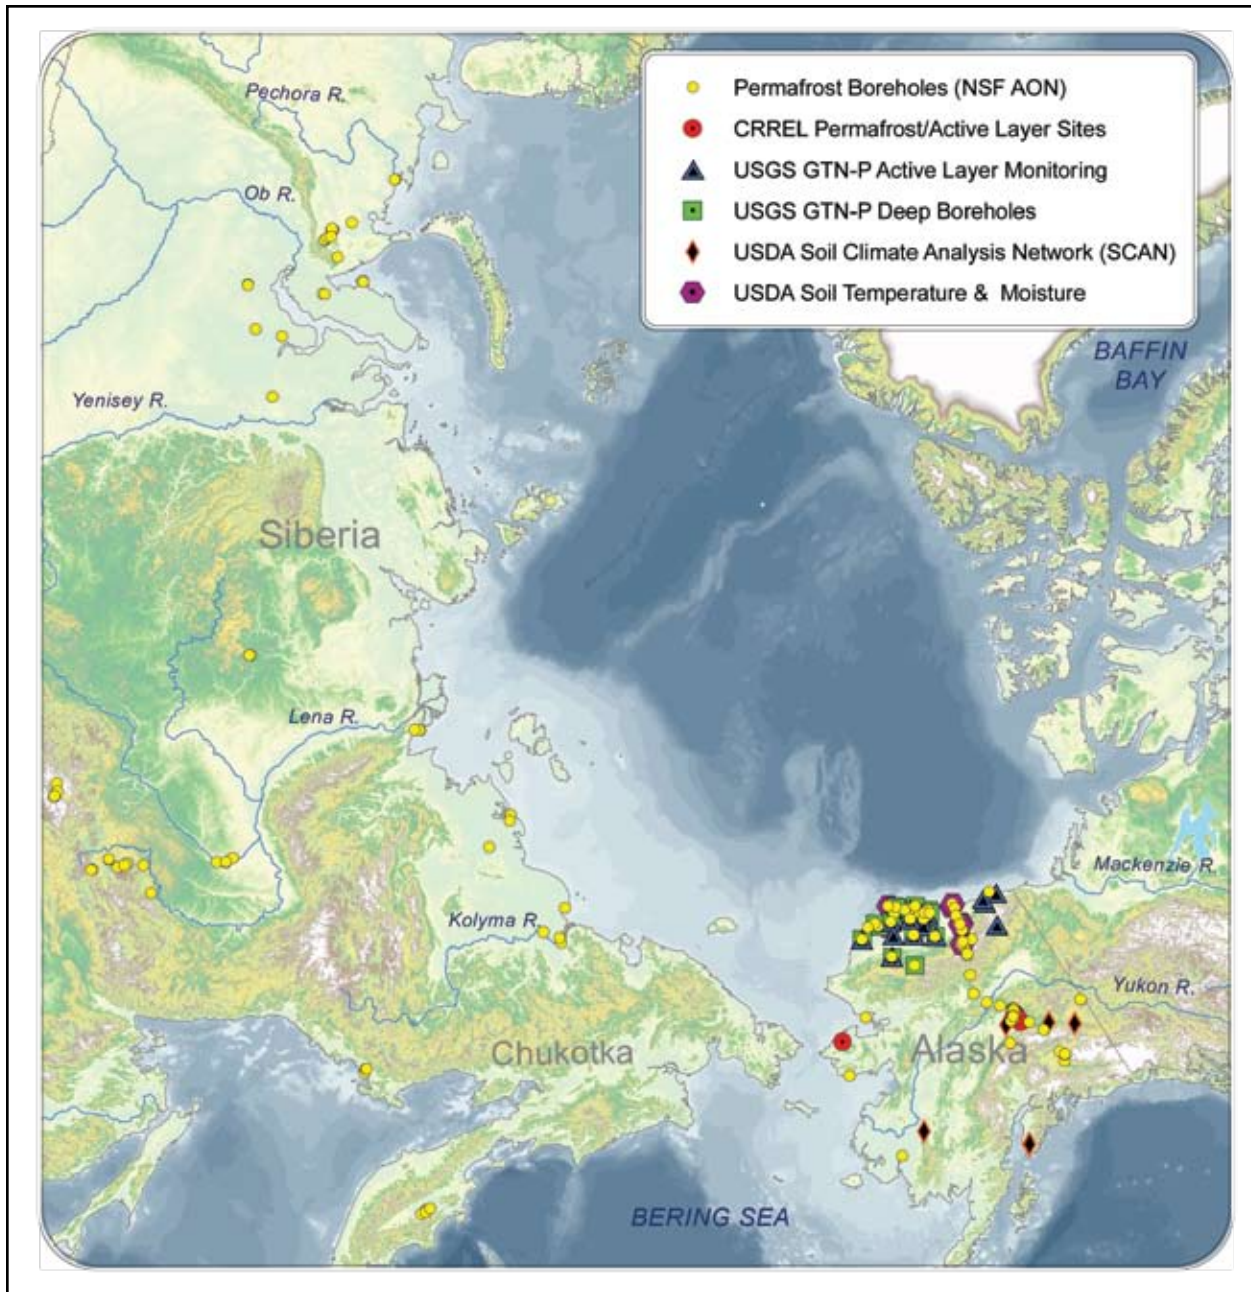 Permafrost Boreholes (NSF AON)
CRREL Permafrost/Active Layer Sites
USGS GTN-P Active Layer Monitoring
USGS GTN-P Deep Boreholes
USDA Soil Climate Analysis Network (SCAN)
USDA Soil Temperature & Moisture
Pechora R.
Ob R.
BAFFIN
BAY
Yenisey R.
Siberia
Lena R.
Mackenzie R.
Kolyma R.
Yukon R.
Chukotka
Alaska
BERING SEA